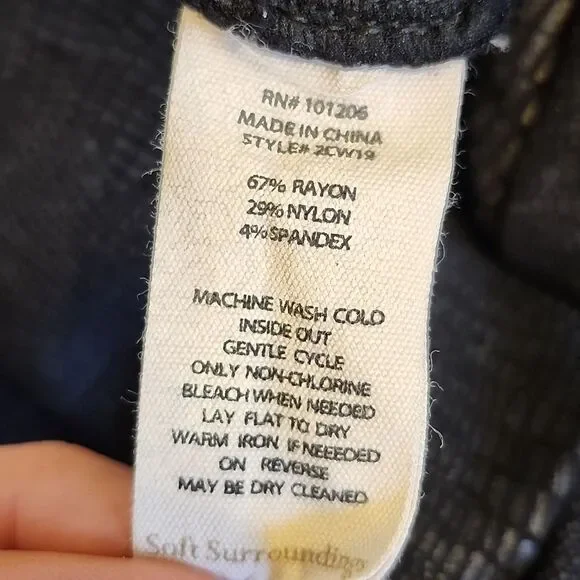 RN# 101206
MADE IN CHINA
STYLE# 2CW19
67% RAYON
29% NYLON
4% SPANDEX
MACHINE WASH COLD
INSIDE OUT
GENTLE CYCLE
ONLY NON-CHLORINE
BLEACH WHEN NEEDED
LAY FLAT TO DRY
WARM IRON IF NEEEDED
ON REVERSE
MAY BE DRY CLEANED
Soft Surroundings